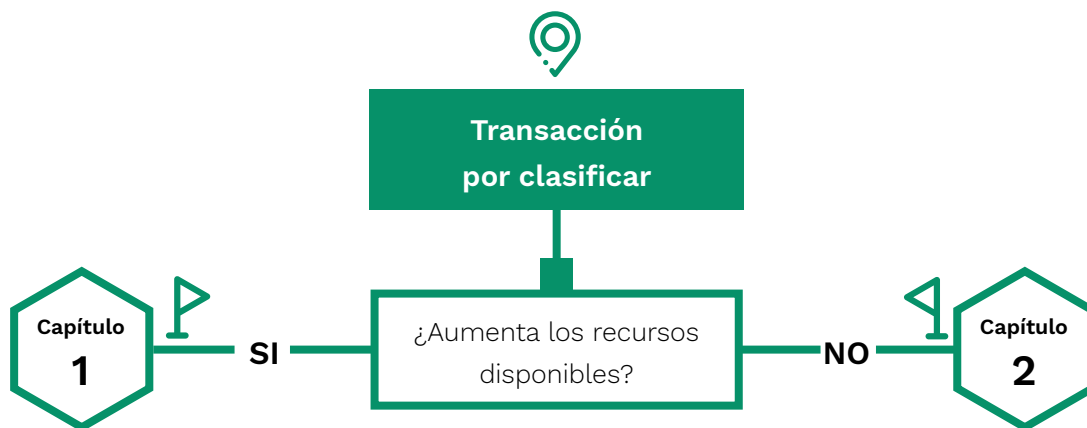 Transacción
por clasificar
Capítulo
1
SI
¿Aumenta los recursos
disponibles?
NO
Capítulo
2